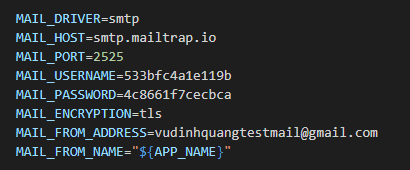 MAIL_DRIVER=smtp
MAIL_HOST=smtp.mailtrap.io
MAIL_PORT=2525
MAIL_USERNAME=533bfc4a1e119b
MAIL_PASSWORD=4c8661f7cecbca
MAIL_ENCRYPTION=tls
MAIL_FROM_ADDRESS=vudinhquangtestmail@gmail.com
MAIL_FROM_NAME="${APP_NAME}"